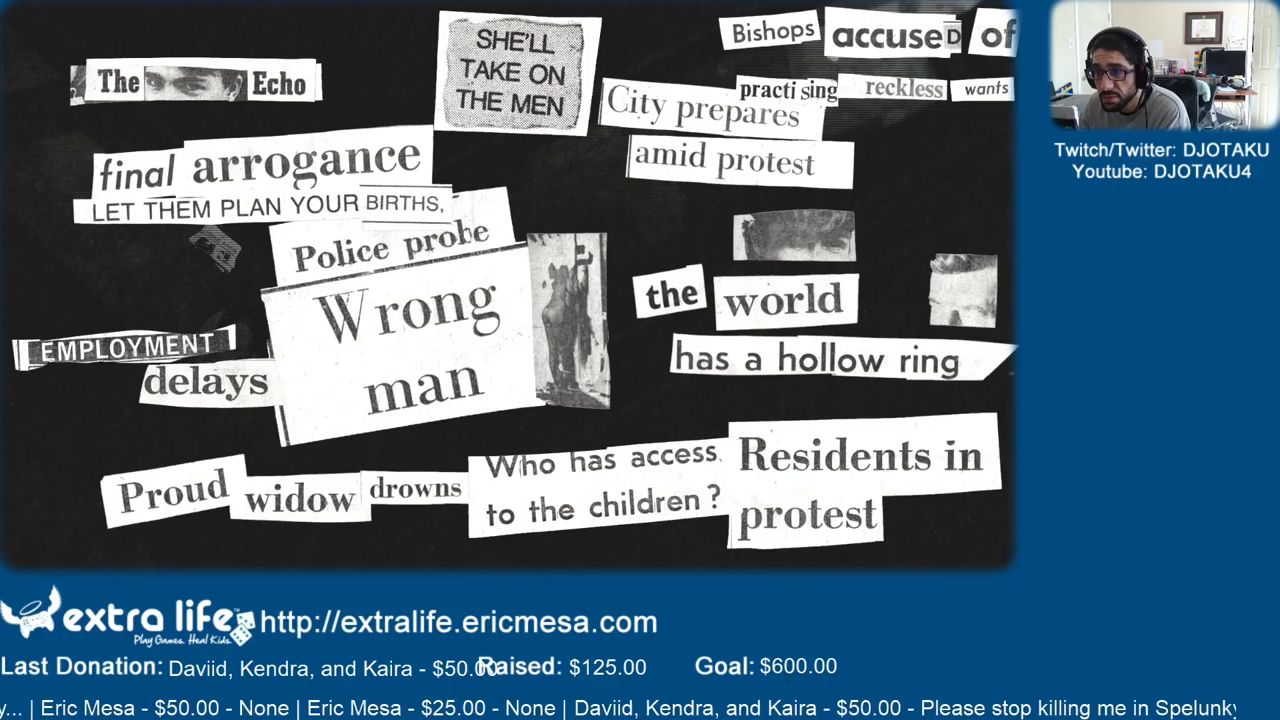 The Echo
SHE'LL
TAKE ON
THE MEN
Bishops accuseD of
practi sing reckless wants
City prepares
amid protest
final arrogance
LET THEM PLAN YOUR BIRTHS,
Police probe
Wrong
man
EMPLOYMENT
delays
the world
has a hollow ring
Proud widow drowns
Who has access
to the children?
Residents in
protest
Twitch/Twitter: DJOTAKU
Youtube: DJOTAKU4
extra life
Play Games. Heal Kids.
http://extralife.ericmesa.com
Last Donation: Daviid, Kendra, and Kaira - $50.00
Raised: $125.00
Goal: $600.00
y... | Eric Mesa - $50.00 - None | Eric Mesa - $25.00 - None | Daviid, Kendra, and Kaira - $50.00 - Please stop killing me in Spelunky